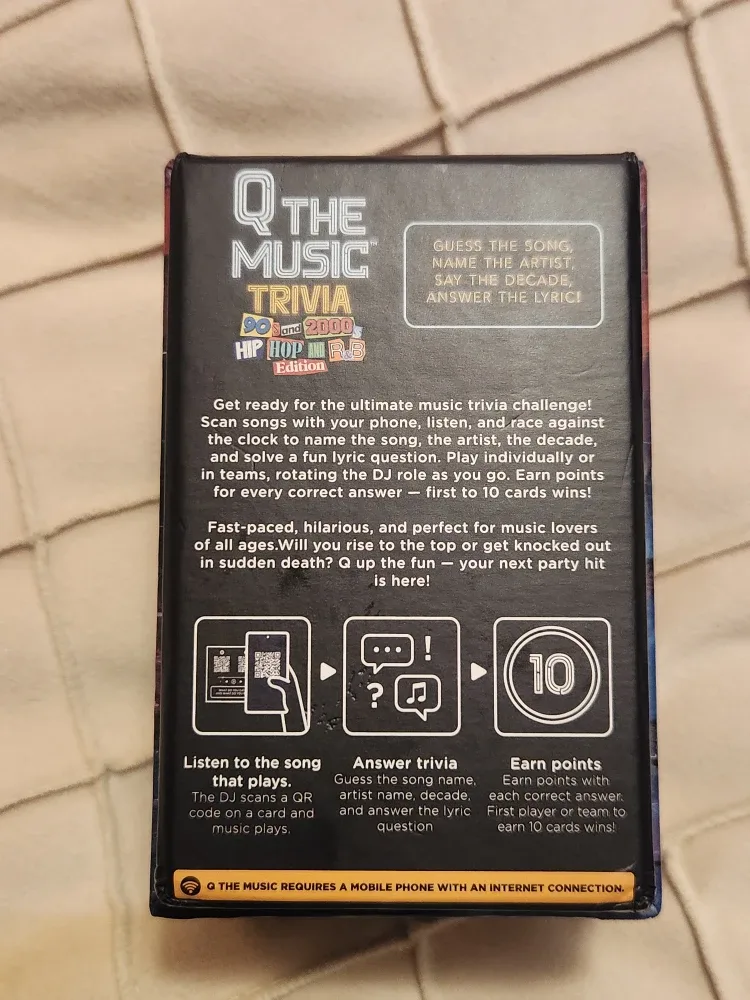 Q THE
MUSIC™
TRIVIA
90s and 2000s
HIP HOP AND R&B
Edition
GUESS THE SONG,
NAME THE ARTIST,
SAY THE DECADE,
ANSWER THE LYRIC!
Get ready for the ultimate music trivia challenge!
Scan songs with your phone, listen, and race against
the clock to name the song, the artist, the decade,
and solve a fun lyric question. Play individually or
in teams, rotating the DJ role as you go. Earn points
for every correct answer — first to 10 cards wins!
Fast-paced, hilarious, and perfect for music lovers
of all ages.Will you rise to the top or get knocked out
in sudden death? Q up the fun — your next party hit
is here!
...!
?
10
Listen to the song
that plays.
The DJ scans a QR
code on a card and
music plays.
Answer trivia
Guess the song name,
artist name, decade,
and answer the lyric
question
Earn points
Earn points with
each correct answer.
First player or team to
earn 10 cards wins!
Q THE MUSIC REQUIRES A MOBILE PHONE WITH AN INTERNET CONNECTION.